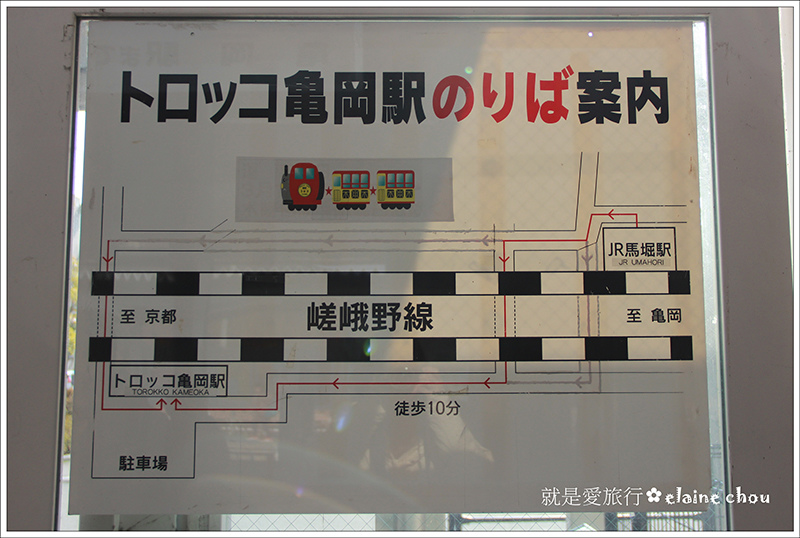 トロッコ亀岡駅のりば案内
JR馬堀駅
JR UMAHORI
至 京都
嵯峨野線
至 亀岡
トロッコ亀岡駅
TOROKKO KAMEOKA
徒歩10分
駐車場
就是愛旅行✿elaine chou